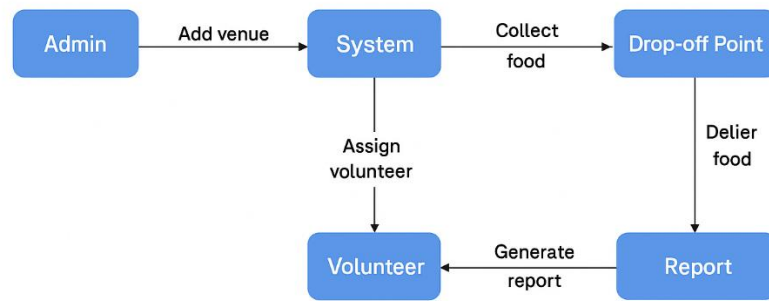 Admin
Add venue
System
Collect
food
Drop-off Point
Assign
volunteer
Delier
food
Volunteer
Generate
report
Report